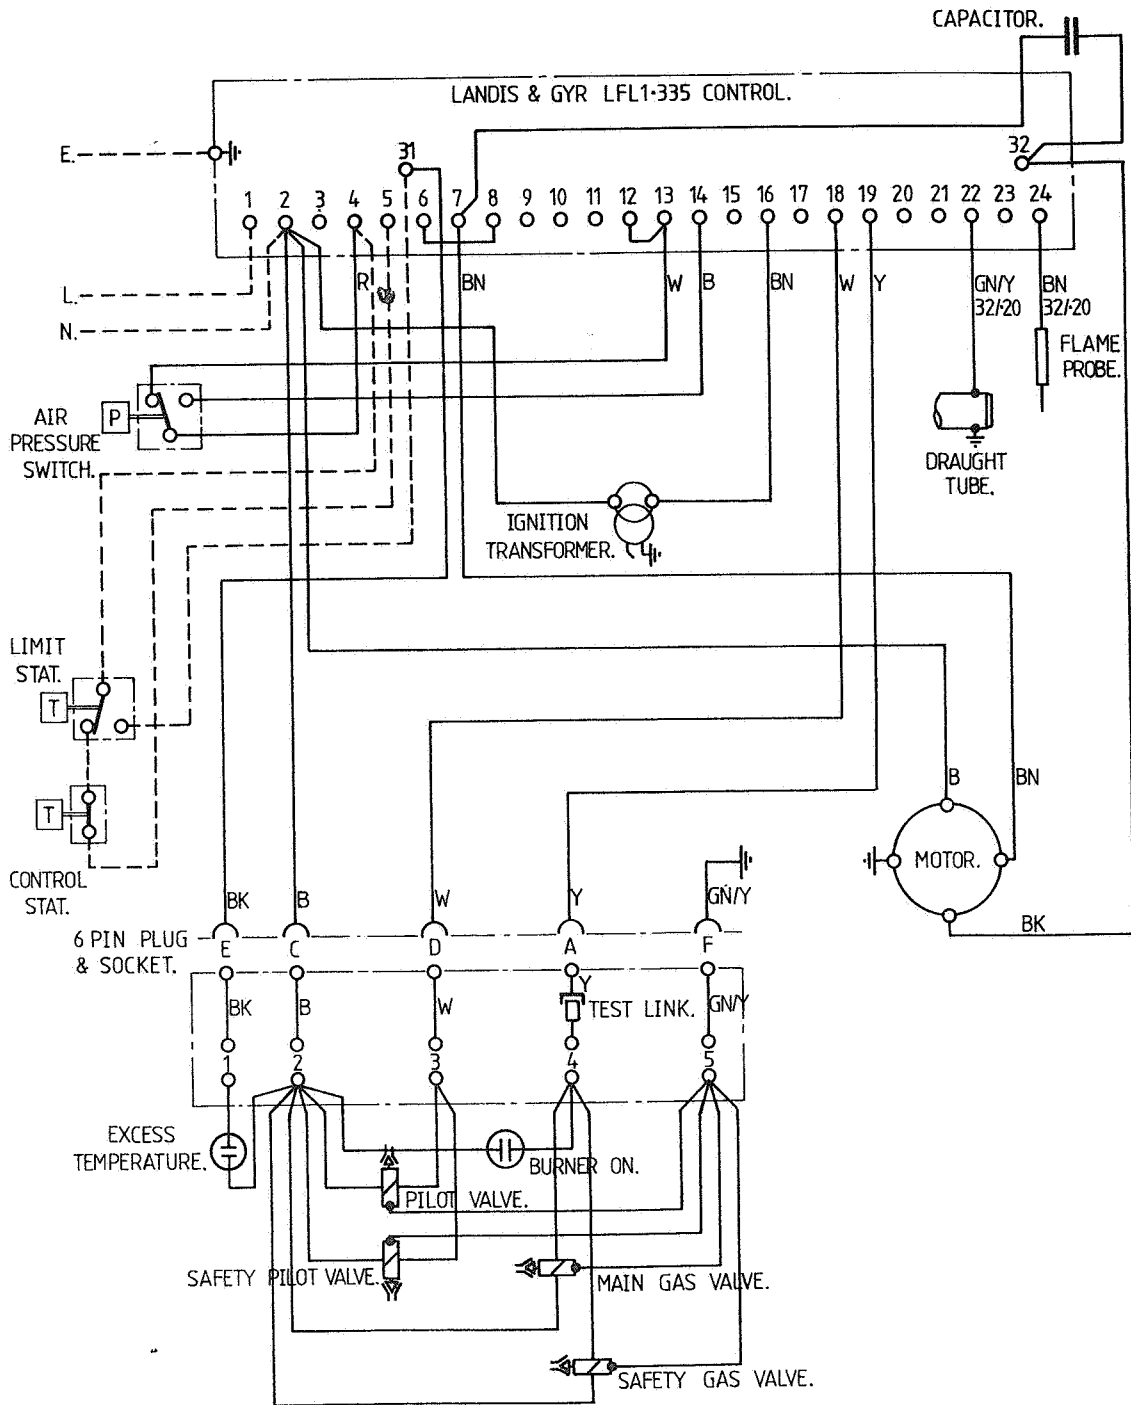 CAPACITOR.
LANDIS & GYR LFL1·335 CONTROL.
E.
31
32
1 2 3 4 5 6 7 8 9 10 11 12 13 14 15 16 17 18 19 20 21 22 23 24
L.
R
BN
W
B
BN
W
Y
GN/Y
32/·20
BN
32/·20
N.
FLAME
PROBE.
P
AIR
PRESSURE
SWITCH.
DRAUGHT
TUBE.
IGNITION
TRANSFORMER.
LIMIT
STAT.
T
T
CONTROL
STAT.
B
BN
MOTOR.
BK
BK
B
W
Y
GN/Y
6 PIN PLUG
& SOCKET.
E C D A F
BK
B
W
Y
TEST LINK.
GN/Y
1 2 3 4 5
EXCESS
TEMPERATURE.
BURNER ON.
PILOT VALVE.
SAFETY PILOT VALVE.
MAIN GAS VALVE.
SAFETY GAS VALVE.